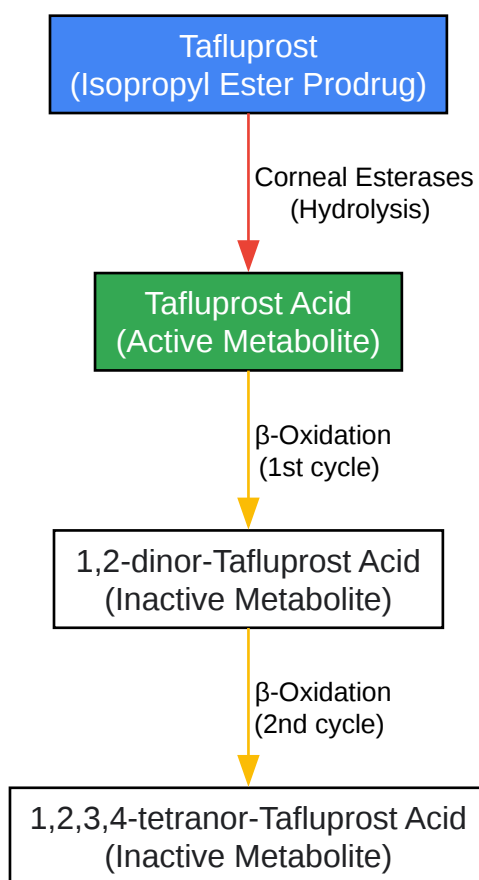 Tafluprost
(Isopropyl Ester Prodrug)
Corneal Esterases
(Hydrolysis)
Tafluprost Acid
(Active Metabolite)
β-Oxidation
(1st cycle)
1,2-dinor-Tafluprost Acid
(Inactive Metabolite)
β-Oxidation
(2nd cycle)
1,2,3,4-tetranor-Tafluprost Acid
(Inactive Metabolite)